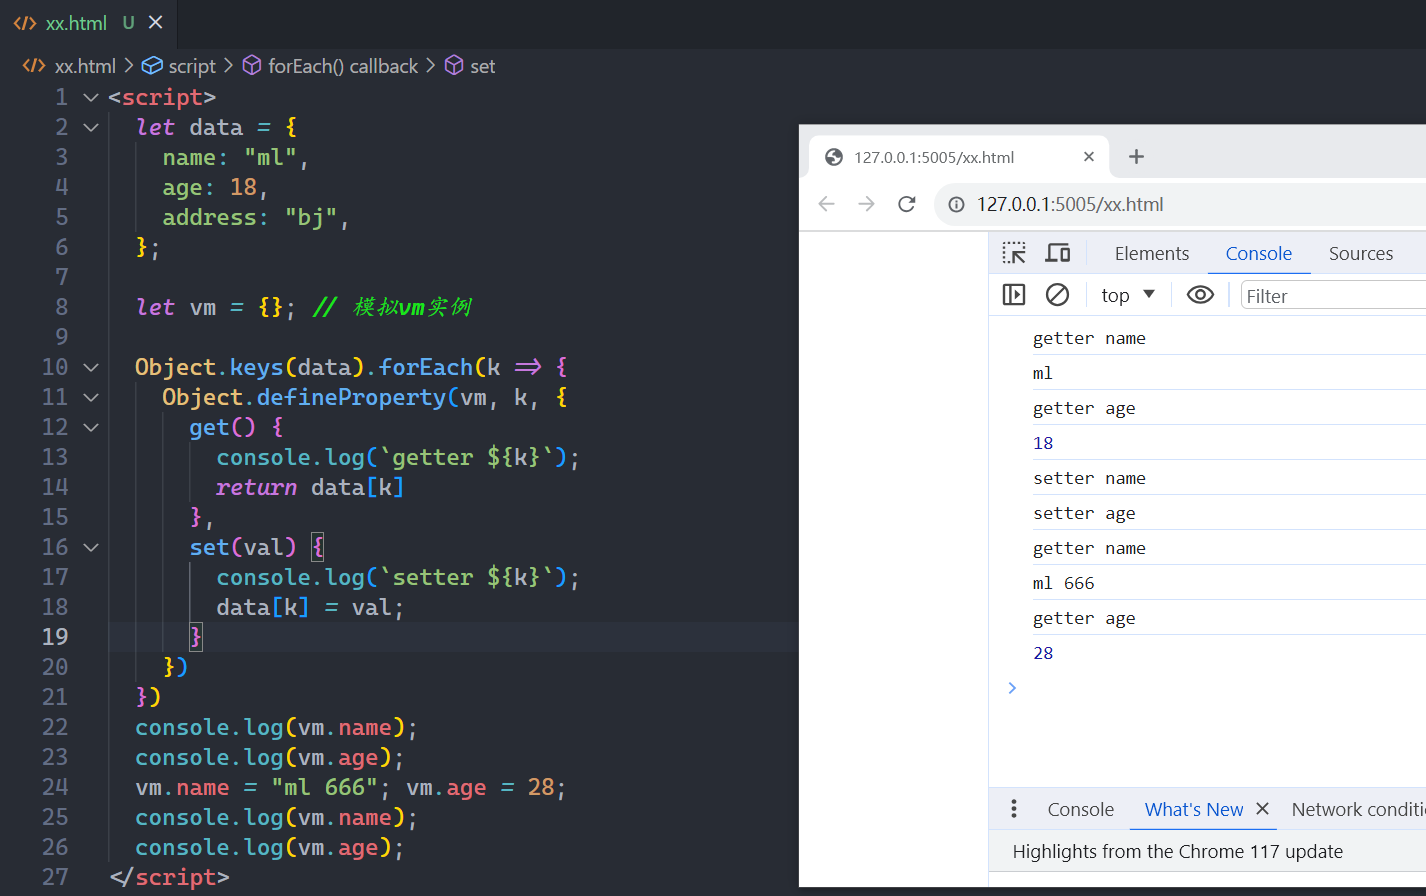 xx.html U
xx.html > script > forEach() callback > set
1 <script>
2 let data = {
3 name: "ml",
4 age: 18,
5 address: "bj",
6 };
7
8 let vm = {}; // 模拟vm实例
9
10 Object.keys(data).forEach(k => {
11 Object.defineProperty(vm, k, {
12 get() {
13 console.log(`getter ${k}`);
14 return data[k]
15 },
16 set(val) {
17 console.log(`setter ${k}`);
18 data[k] = val;
19 }
20 })
21 })
22 console.log(vm.name);
23 console.log(vm.age);
24 vm.name = "ml 666"; vm.age = 28;
25 console.log(vm.name);
26 console.log(vm.age);
27 </script>
127.0.0.1:5005/xx.html
127.0.0.1:5005/xx.html
Elements Console Sources
top Filter
getter name
ml
getter age
18
setter name
setter age
getter name
ml 666
getter age
28
Console What's New Network conditi
Highlights from the Chrome 117 update